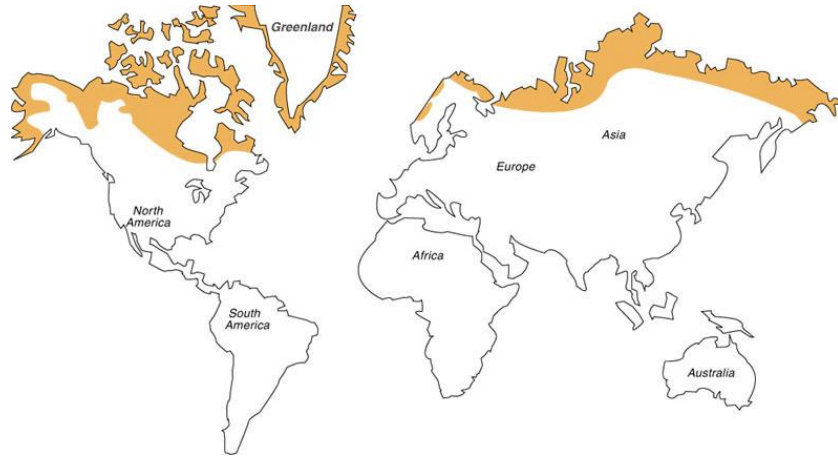 Greenland
Asia
Europe
North
America
Africa
South
America
Australia